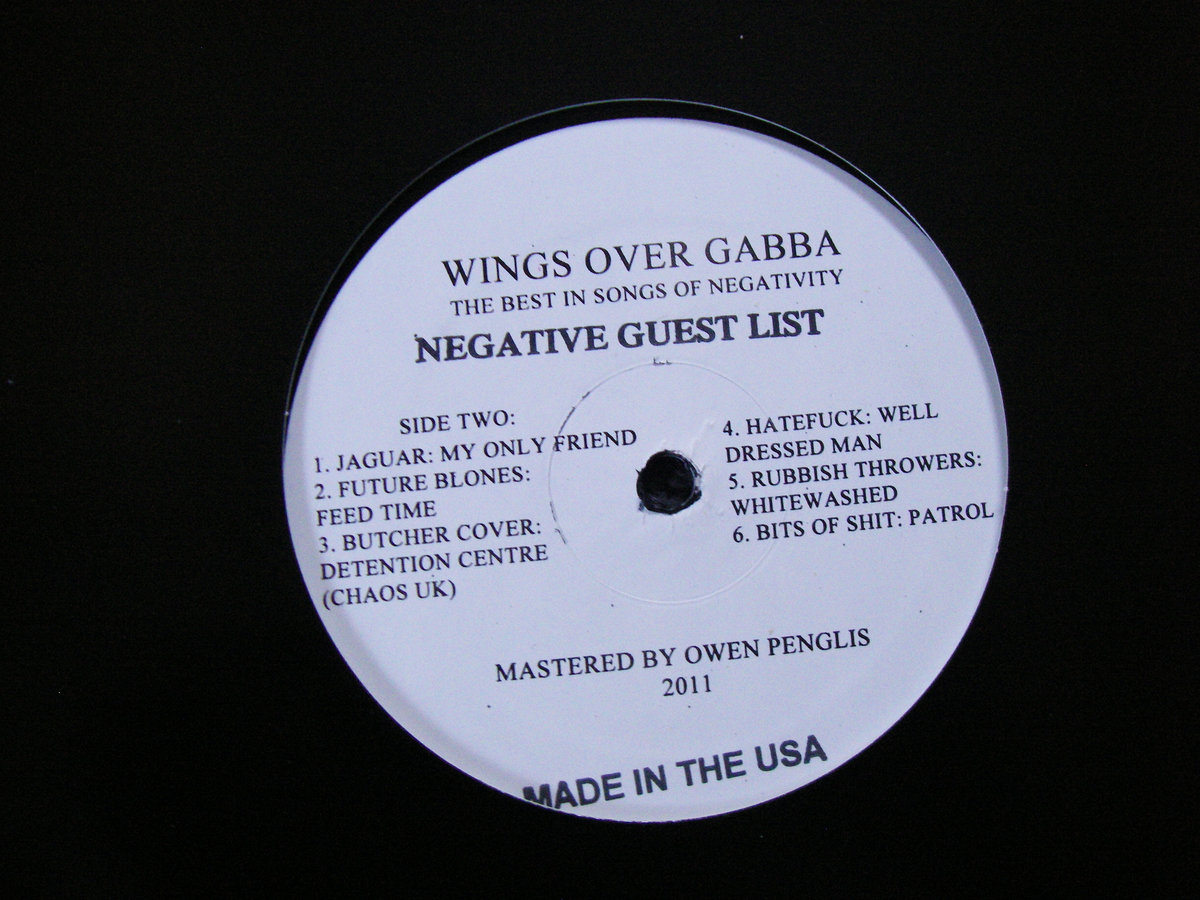 WINGS OVER GABBA
THE BEST IN SONGS OF NEGATIVITY
NEGATIVE GUEST LIST
SIDE TWO:
1. JAGUAR: MY ONLY FRIEND
2. FUTURE BLONES:
FEED TIME
3. BUTCHER COVER:
DETENTION CENTRE
(CHAOS UK)
4. HATEFUCK: WELL
DRESSED MAN
5. RUBBISH THROWERS:
WHITEWASHED
6. BITS OF SHIT: PATROL
MASTERED BY OWEN PENGLIS
2011
MADE IN THE USA